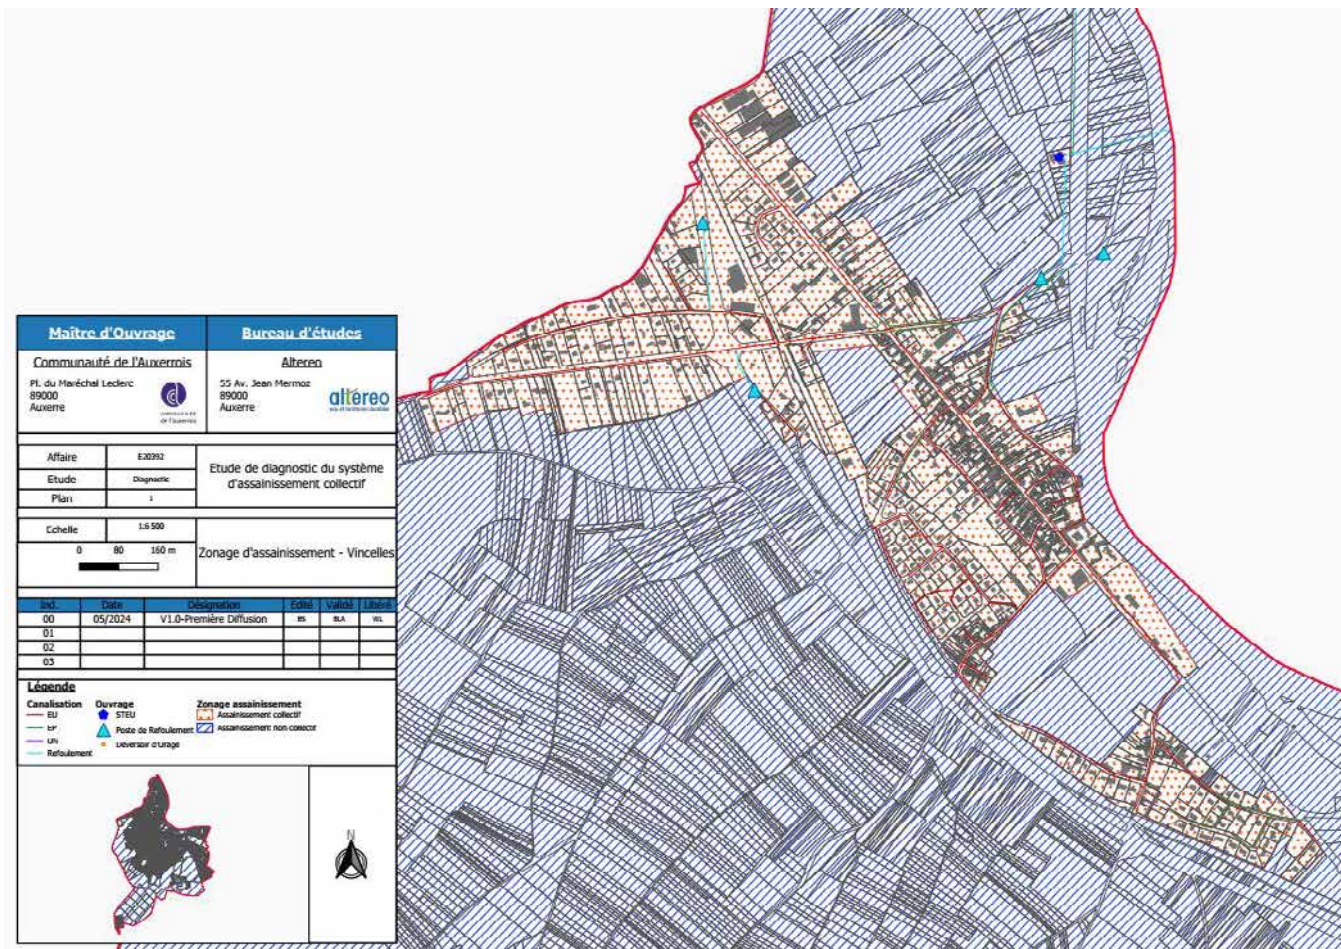 Maître d'Ouvrage
Bureau d'études
Communauté de l'Auxerrois
Altereo
Pl. du Maréchal Leclerc
89000
Auxerre
55 Av. Jean Mermoz
89000
Auxerre
altereo
de l'auxerrois
Affaire
E20392
Etude
Diagnostic
Plan
1
Etude de diagnostic du système
d'assainissement collectif
Echelle
1:6 500
0 80 160 m
Zonage d'assainissement - Vincelles
Ind. Date Désignation Edité Validé Libéré
00 05/2024 V1.0-Première Diffusion BS BLA WL
01
02
03
Légende
Canalisation
EU
EP
UN
Refoulement
Ouvrage
STEU
Poste de Refoulement
Déversoir d'orage
Zonage assainissement
Assainissement collectif
Assainissement non collectif
N